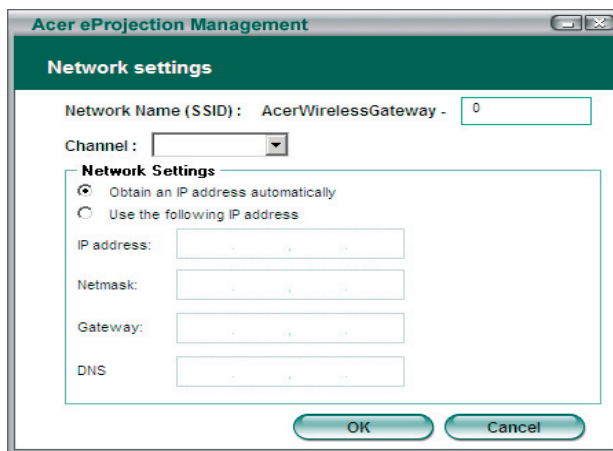 Acer eProjection Management
Network settings
Network Name (SSID) : AcerWirelessGateway - 0
Channel :
Network Settings
Obtain an IP address automatically
Use the following IP address
IP address:
Netmask:
Gateway:
DNS
OK Cancel